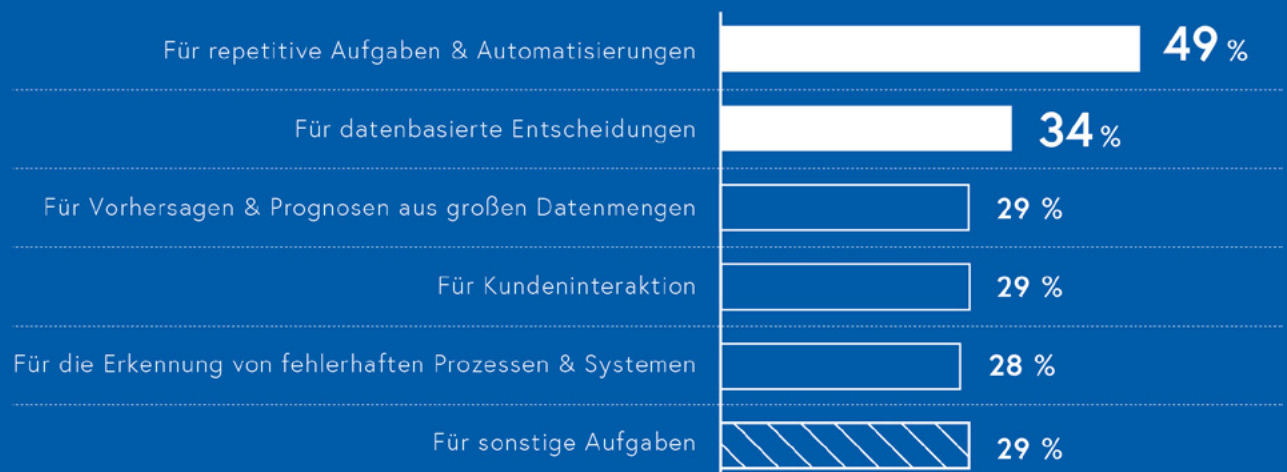 Für repetitive Aufgaben & Automatisierungen 49 %
Für datenbasierte Entscheidungen 34 %
Für Vorhersagen & Prognosen aus großen Datenmengen 29 %
Für Kundeninteraktion 29 %
Für die Erkennung von fehlerhaften Prozessen & Systemen 28 %
Für sonstige Aufgaben 29 %